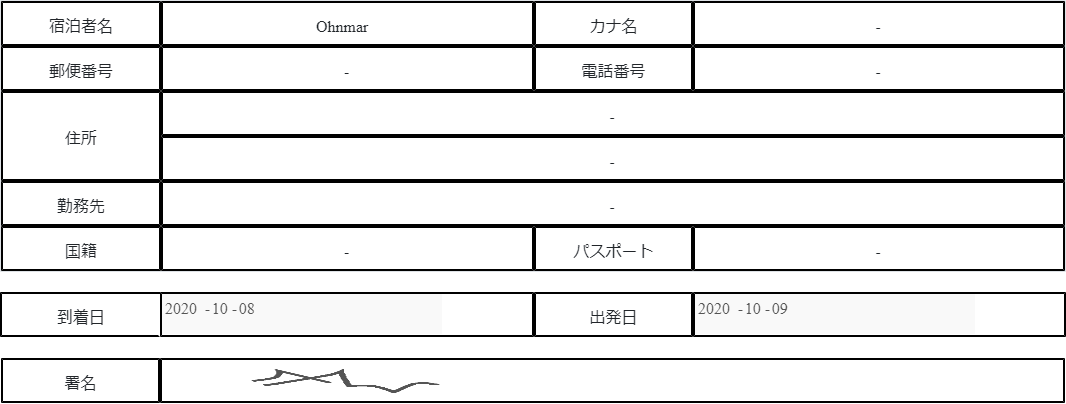 宿泊者名 Ohnmar カナ名 -
郵便番号 - 電話番号 -
住所 -
-
勤務先 -
国籍 - パスポート -
到着日 2020 -10 -08 出発日 2020 -10 -09
署名